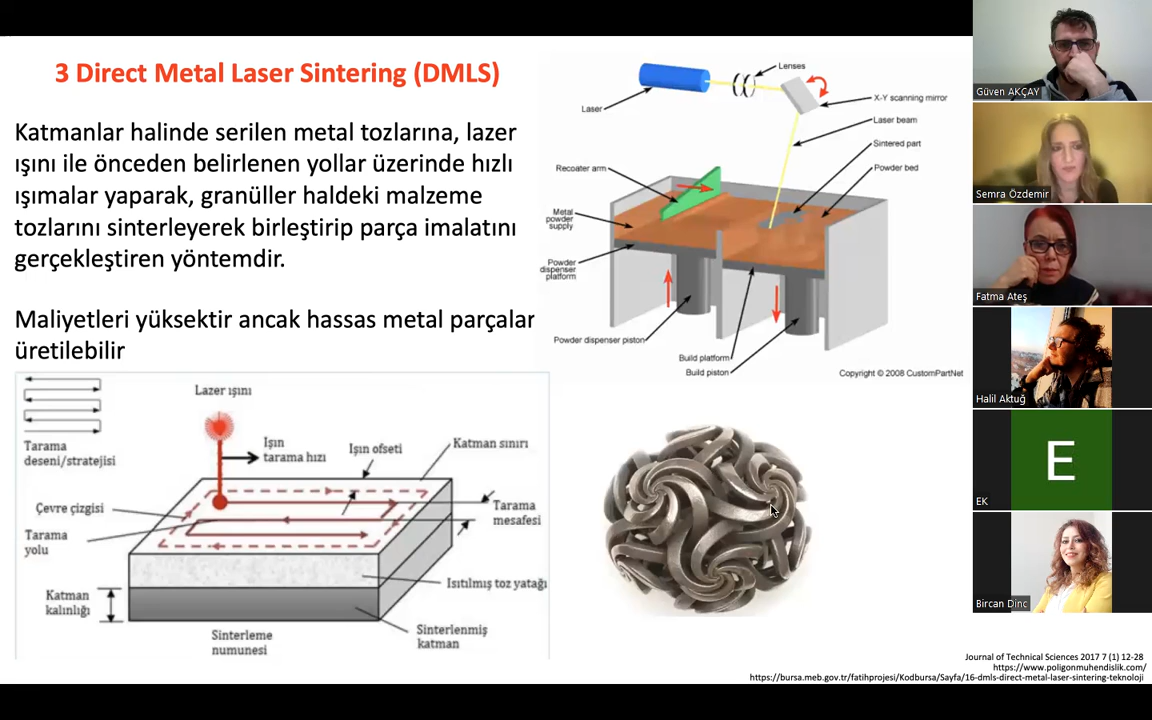 3 Direct Metal Laser Sintering (DMLS)
Katmanlar halinde serilen metal tozlarına, lazer
ışını ile önceden belirlenen yollar üzerinde hızlı
ışımalar yaparak, granüller haldeki malzeme
tozlarını sinterleyerek birleştirip parça imalatını
gerçekleştiren yöntemdir.
Maliyetleri yüksektir ancak hassas metal parçalar
üretilebilir
Lenses
Laser
X-Y scanning mirror
Laser beam
Sintered part
Recoater arm
Powder bed
Metal
powder
supply
Powder
dispenser
platform
Powder dispenser piston
Build platform
Build piston
Copyright © 2008 CustomPartNet
Lazer ışını
Tarama
deseni/stratejisi
Işın
tarama hızı
Işın ofseti
Katman sınırı
Çevre çizgisi
Tarama
mesafesi
Tarama
yolu
Isıtılmış toz yatağı
Katman
kalınlığı
Sinterleme
numunesi
Sinterlenmiş
katman
Journal of Technical Sciences 2017 7 (1) 12-28
https://www.poligonmuhendislik.com/
https://bursa.meb.gov.tr/fatihprojesi/Kodbursa/Sayfa/16-dmls-direct-metal-laser-sintering-teknoloji
Güven AKÇAY
Semra Özdemir
Fatma Ateş
Halil Aktuğ
E
EK
Bircan Dinc